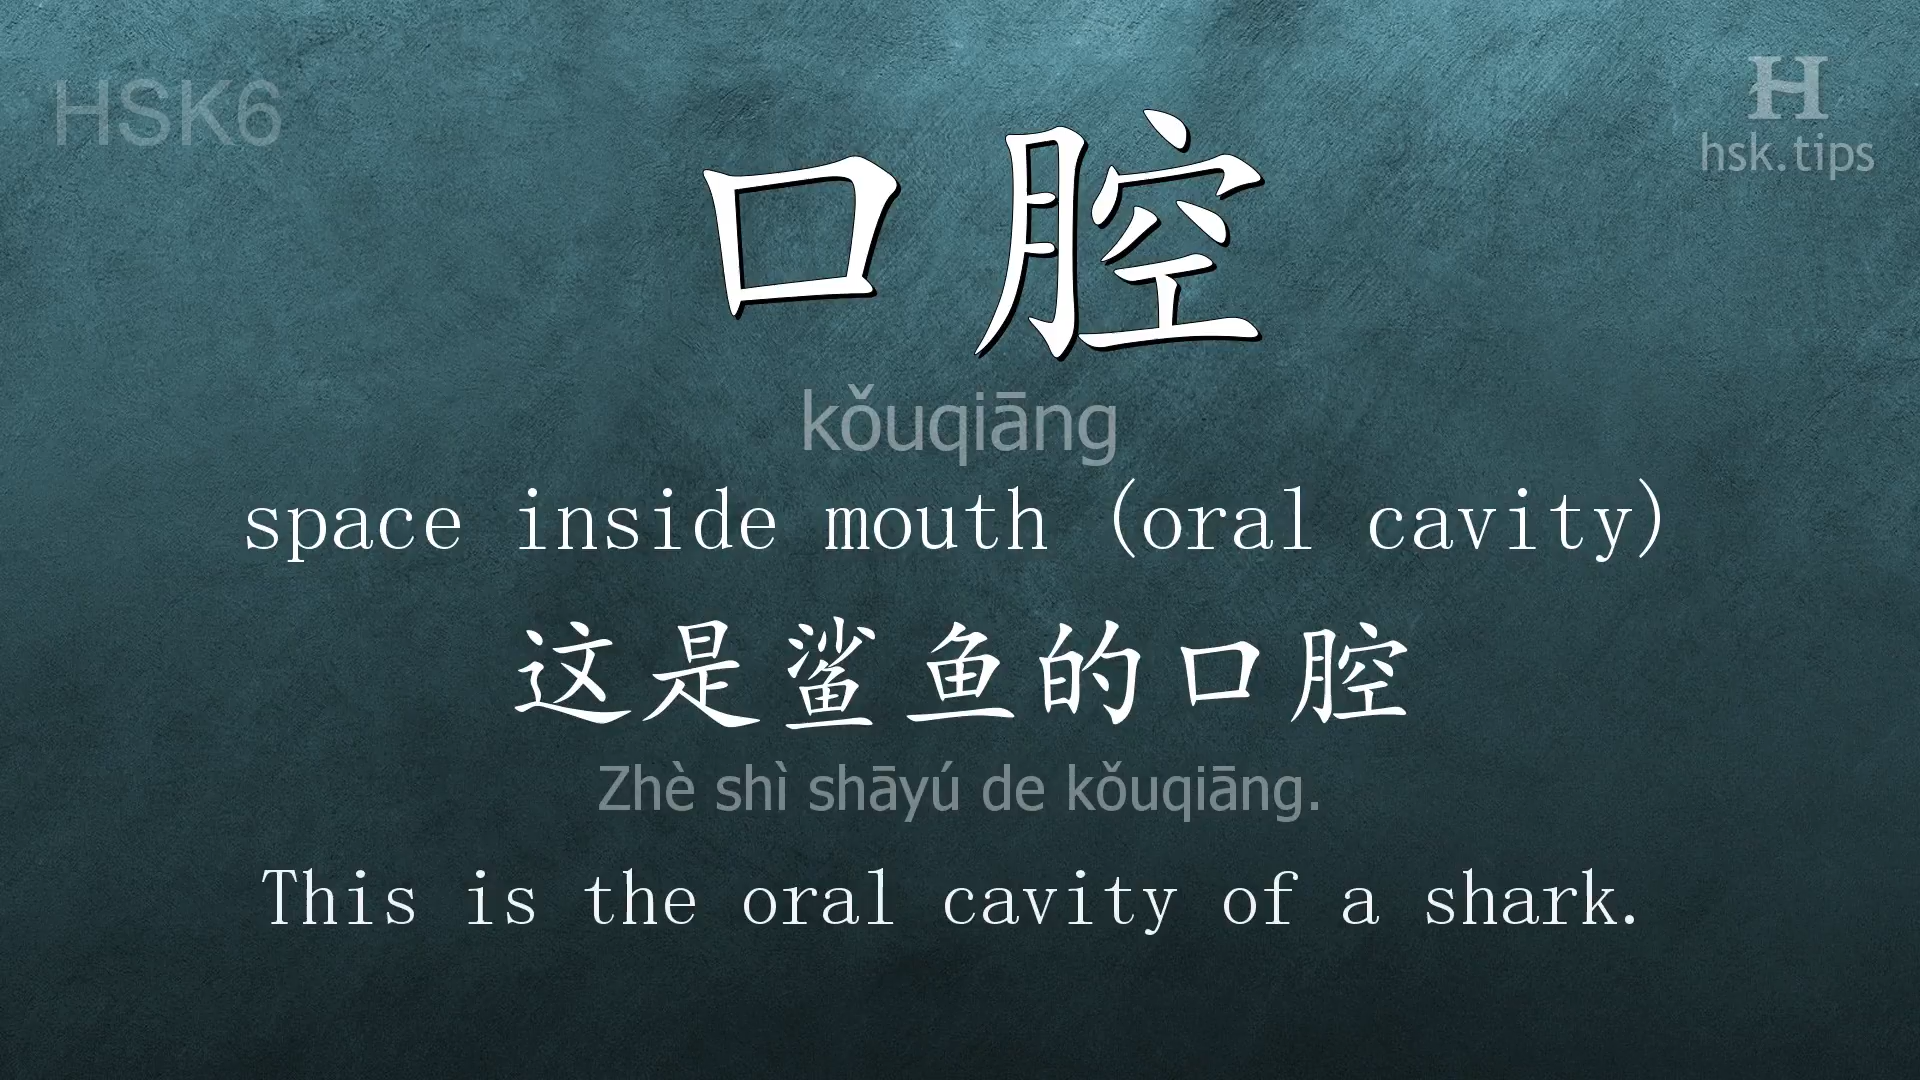 HSK6
H
hsk.tips
口腔
kǒuqiāng
space inside mouth (oral cavity)
这是鲨鱼的口腔
Zhè shì shāyú de kǒuqiāng.
This is the oral cavity of a shark.